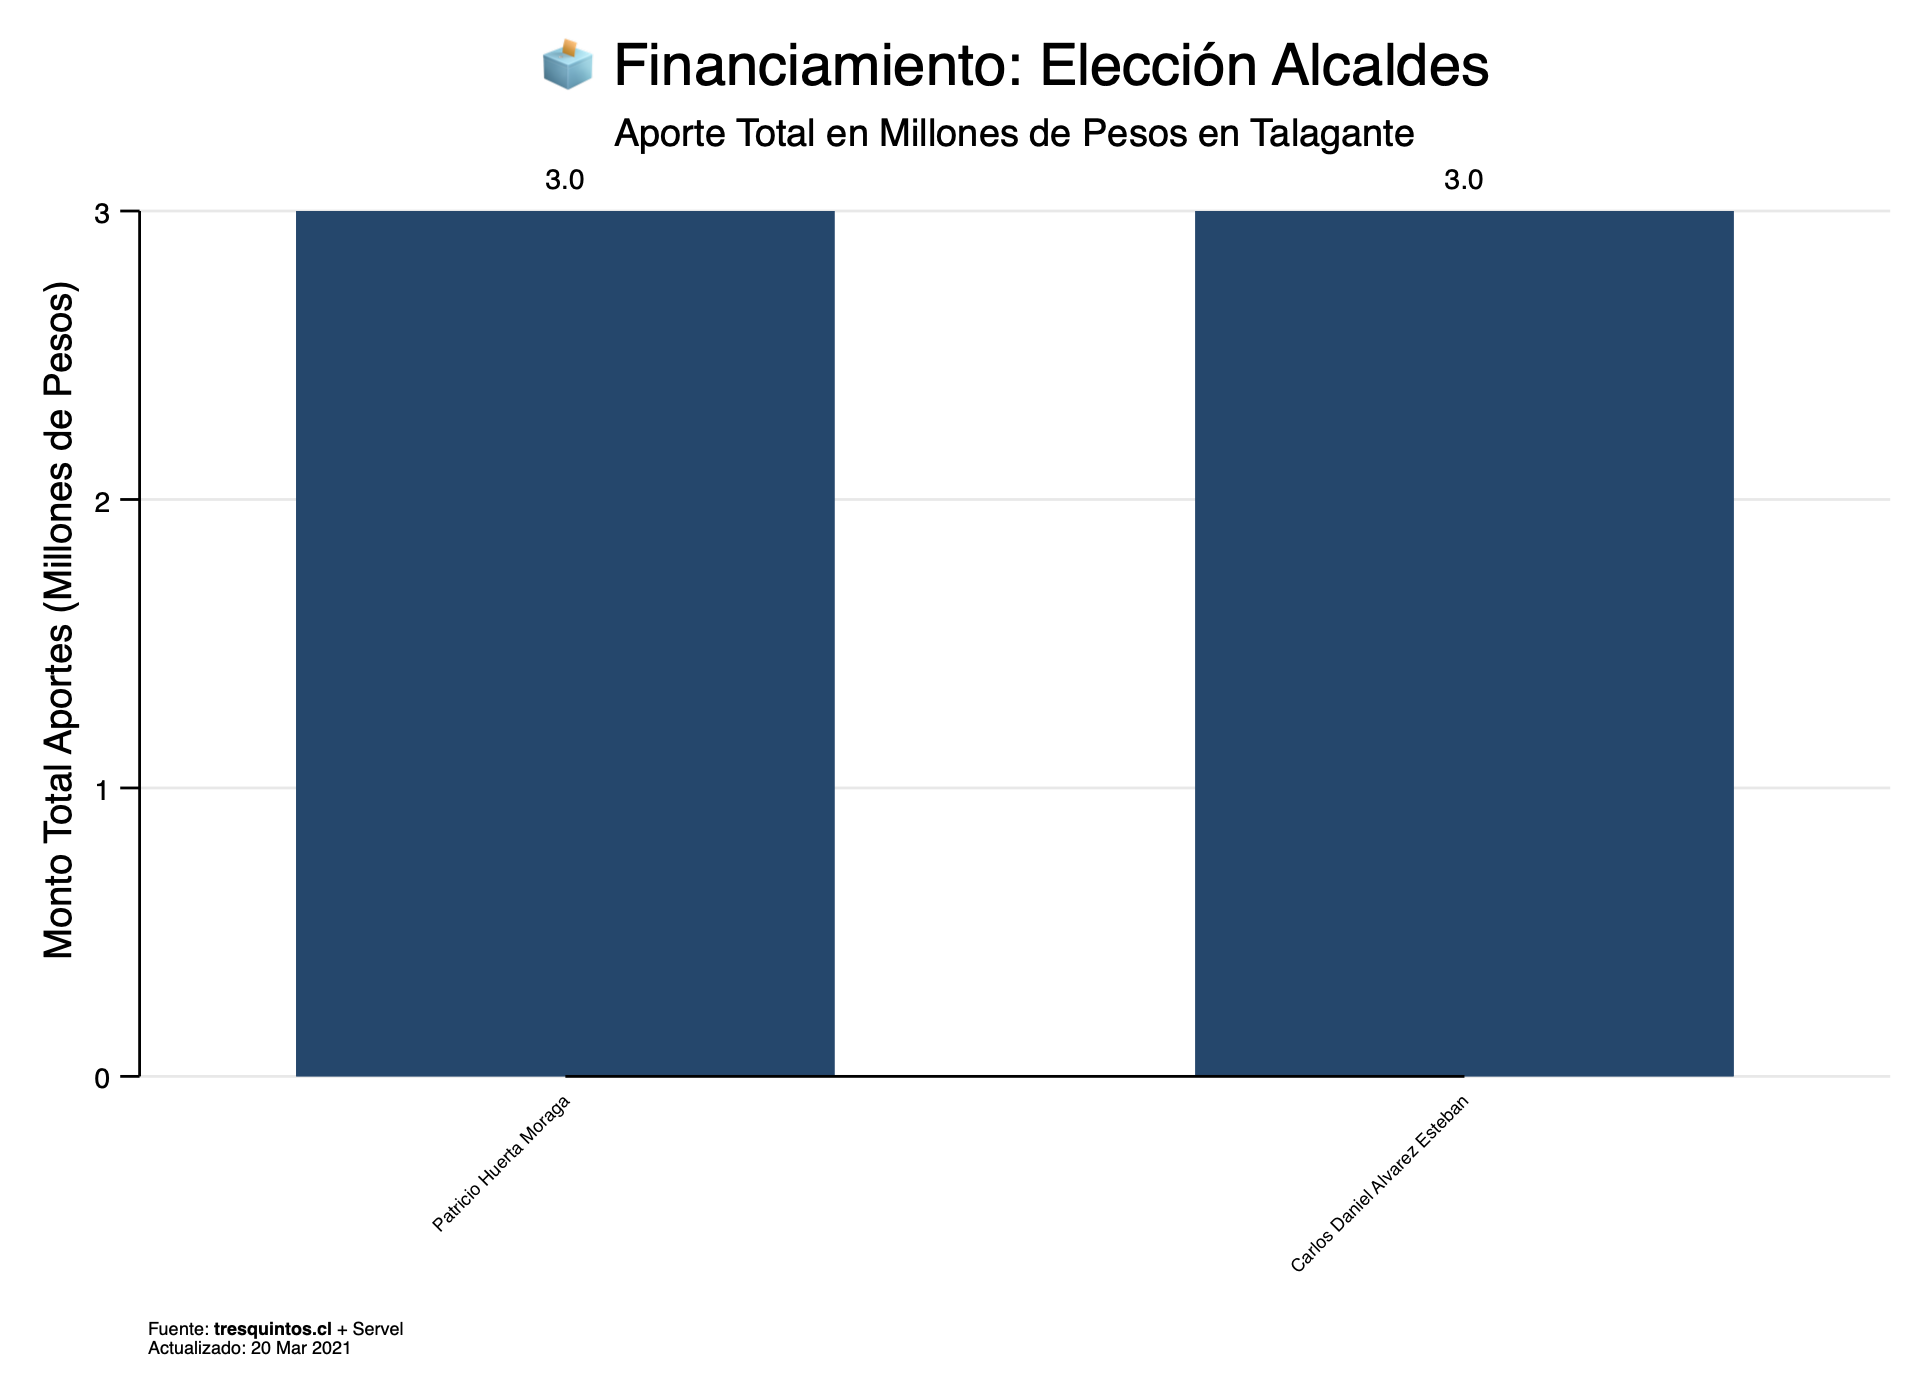 Financiamiento: Elección Alcaldes
Aporte Total en Millones de Pesos en Talagante
3.0
3.0
Monto Total Aportes (Millones de Pesos)
3
2
1
0
Patricio Huerta Moraga
Carlos Daniel Alvarez Esteban
Fuente: tresquintos.cl + Servel
Actualizado: 20 Mar 2021